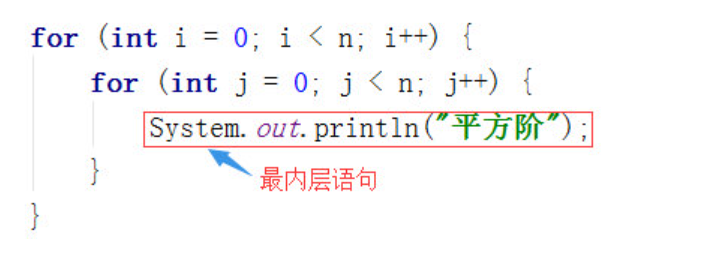 for (int i = 0; i < n; i++) {
for (int j = 0; j < n; j++) {
System.out.println("平方阶");
}
最内层语句
}